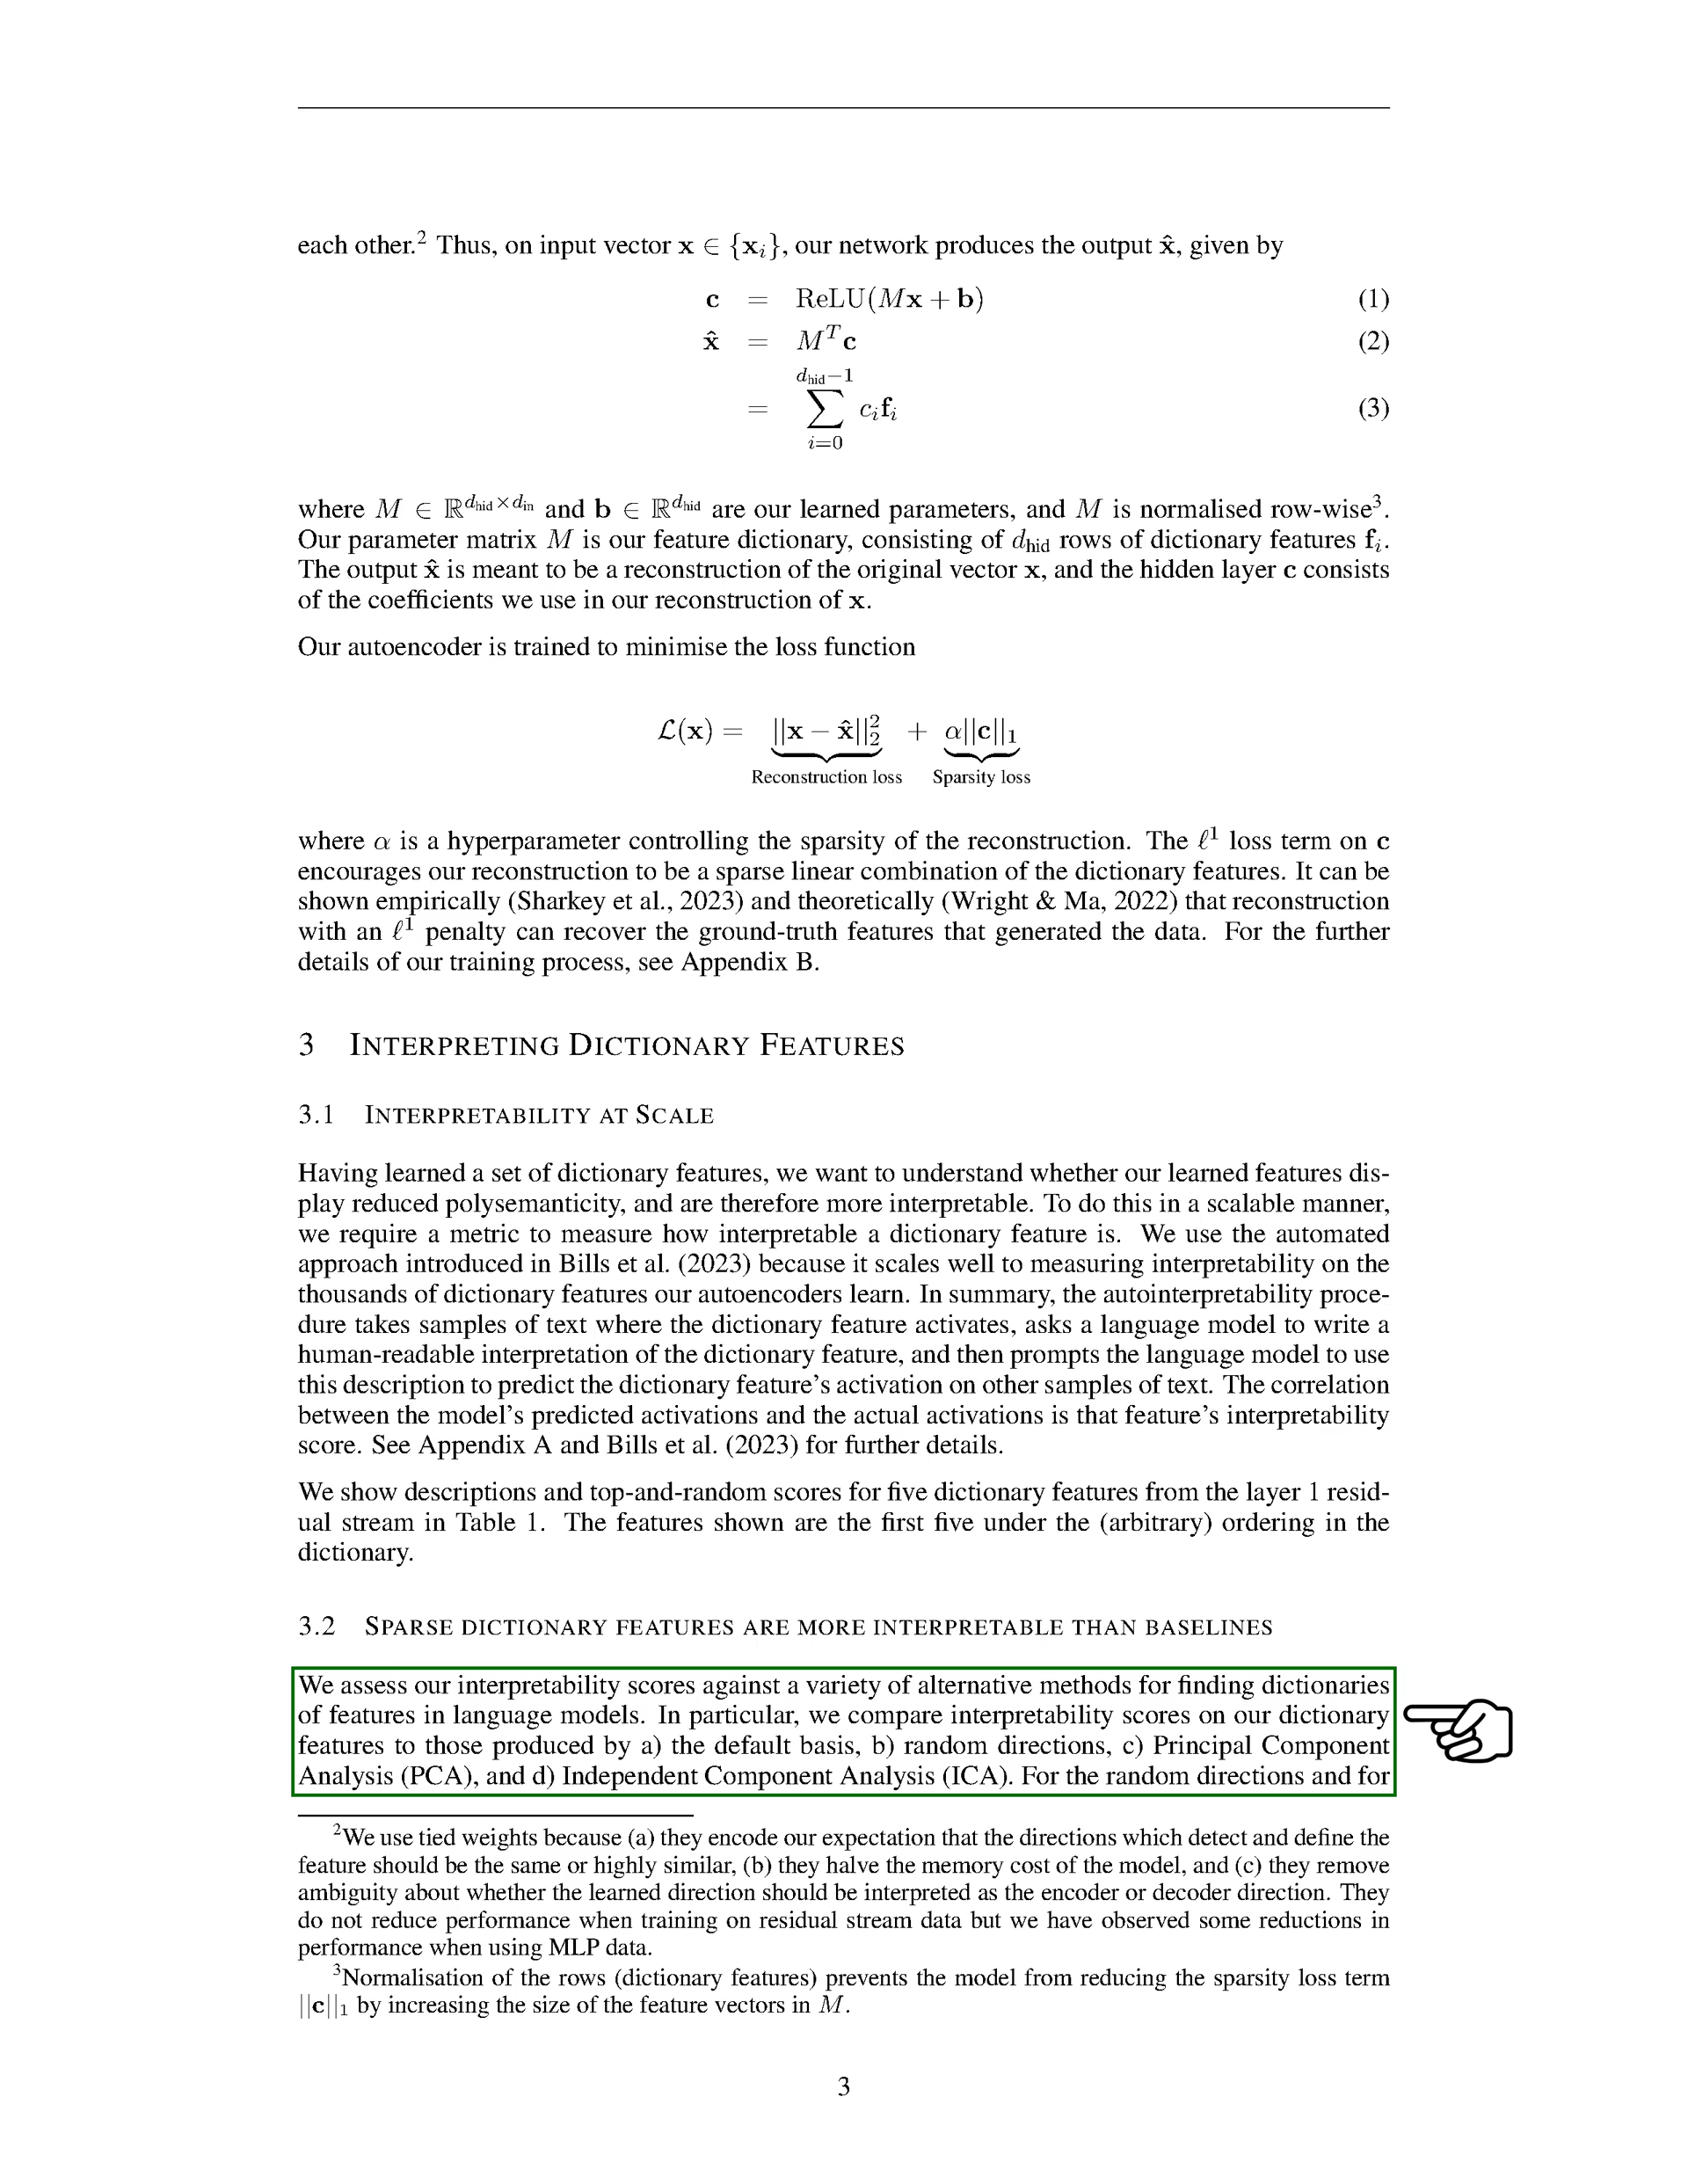 each other.² Thus, on input vector x ∈ {xᵢ}, our network produces the output x̂, given by
c = ReLU(Mx + b) (1)
x̂ = Mᵀc (2)
= ∑_{i=0}^{d_hid−1} cᵢfᵢ (3)
where M ∈ ℝ^{d_hid×d_in} and b ∈ ℝ^{d_hid} are our learned parameters, and M is normalised row-wise³.
Our parameter matrix M is our feature dictionary, consisting of d_hid rows of dictionary features fᵢ.
The output x̂ is meant to be a reconstruction of the original vector x, and the hidden layer c consists
of the coefficients we use in our reconstruction of x.
Our autoencoder is trained to minimise the loss function
L(x) = ||x − x̂||₂² + α||c||₁
Reconstruction loss Sparsity loss
where α is a hyperparameter controlling the sparsity of the reconstruction. The ℓ¹ loss term on c
encourages our reconstruction to be a sparse linear combination of the dictionary features. It can be
shown empirically (Sharkey et al., 2023) and theoretically (Wright & Ma, 2022) that reconstruction
with an ℓ¹ penalty can recover the ground-truth features that generated the data. For the further
details of our training process, see Appendix B.
3 INTERPRETING DICTIONARY FEATURES
3.1 INTERPRETABILITY AT SCALE
Having learned a set of dictionary features, we want to understand whether our learned features dis-
play reduced polysemanticity, and are therefore more interpretable. To do this in a scalable manner,
we require a metric to measure how interpretable a dictionary feature is. We use the automated
approach introduced in Bills et al. (2023) because it scales well to measuring interpretability on the
thousands of dictionary features our autoencoders learn. In summary, the autointerpretability proce-
dure takes samples of text where the dictionary feature activates, asks a language model to write a
human-readable interpretation of the dictionary feature, and then prompts the language model to use
this description to predict the dictionary feature's activation on other samples of text. The correlation
between the model's predicted activations and the actual activations is that feature's interpretability
score. See Appendix A and Bills et al. (2023) for further details.
We show descriptions and top-and-random scores for five dictionary features from the layer 1 resid-
ual stream in Table 1. The features shown are the first five under the (arbitrary) ordering in the
dictionary.
3.2 SPARSE DICTIONARY FEATURES ARE MORE INTERPRETABLE THAN BASELINES
We assess our interpretability scores against a variety of alternative methods for finding dictionaries
of features in language models. In particular, we compare interpretability scores on our dictionary
features to those produced by a) the default basis, b) random directions, c) Principal Component
Analysis (PCA), and d) Independent Component Analysis (ICA). For the random directions and for
²We use tied weights because (a) they encode our expectation that the directions which detect and define the
feature should be the same or highly similar, (b) they halve the memory cost of the model, and (c) they remove
ambiguity about whether the learned direction should be interpreted as the encoder or decoder direction. They
do not reduce performance when training on residual stream data but we have observed some reductions in
performance when using MLP data.
³Normalisation of the rows (dictionary features) prevents the model from reducing the sparsity loss term
||c||₁ by increasing the size of the feature vectors in M.
3